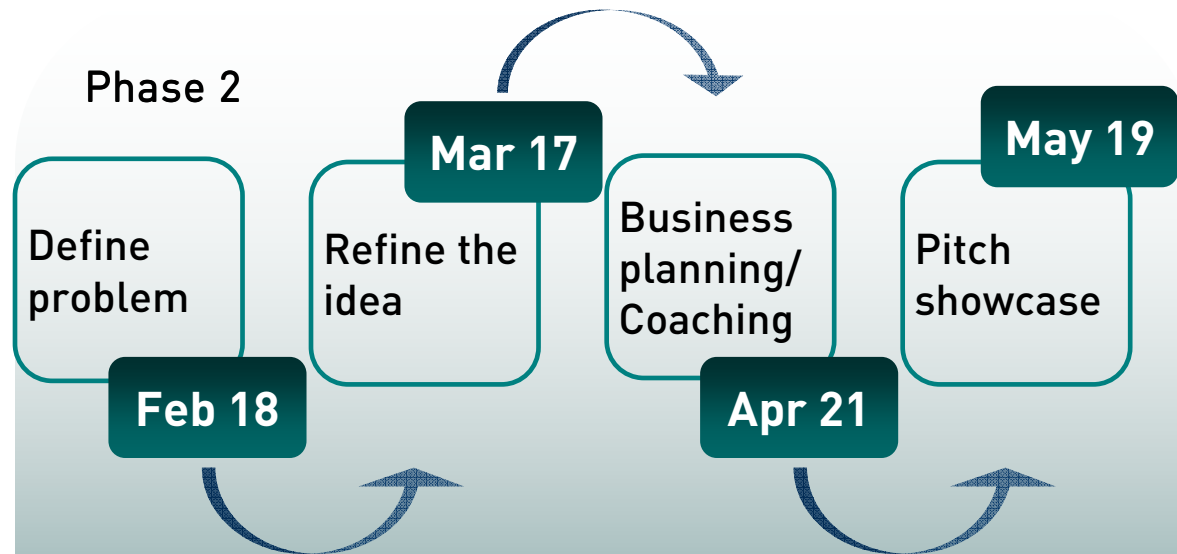 Phase 2
Define
problem
Feb 18
Refine the
idea
Mar 17
Business
planning/
Coaching
Apr 21
Pitch
showcase
May 19